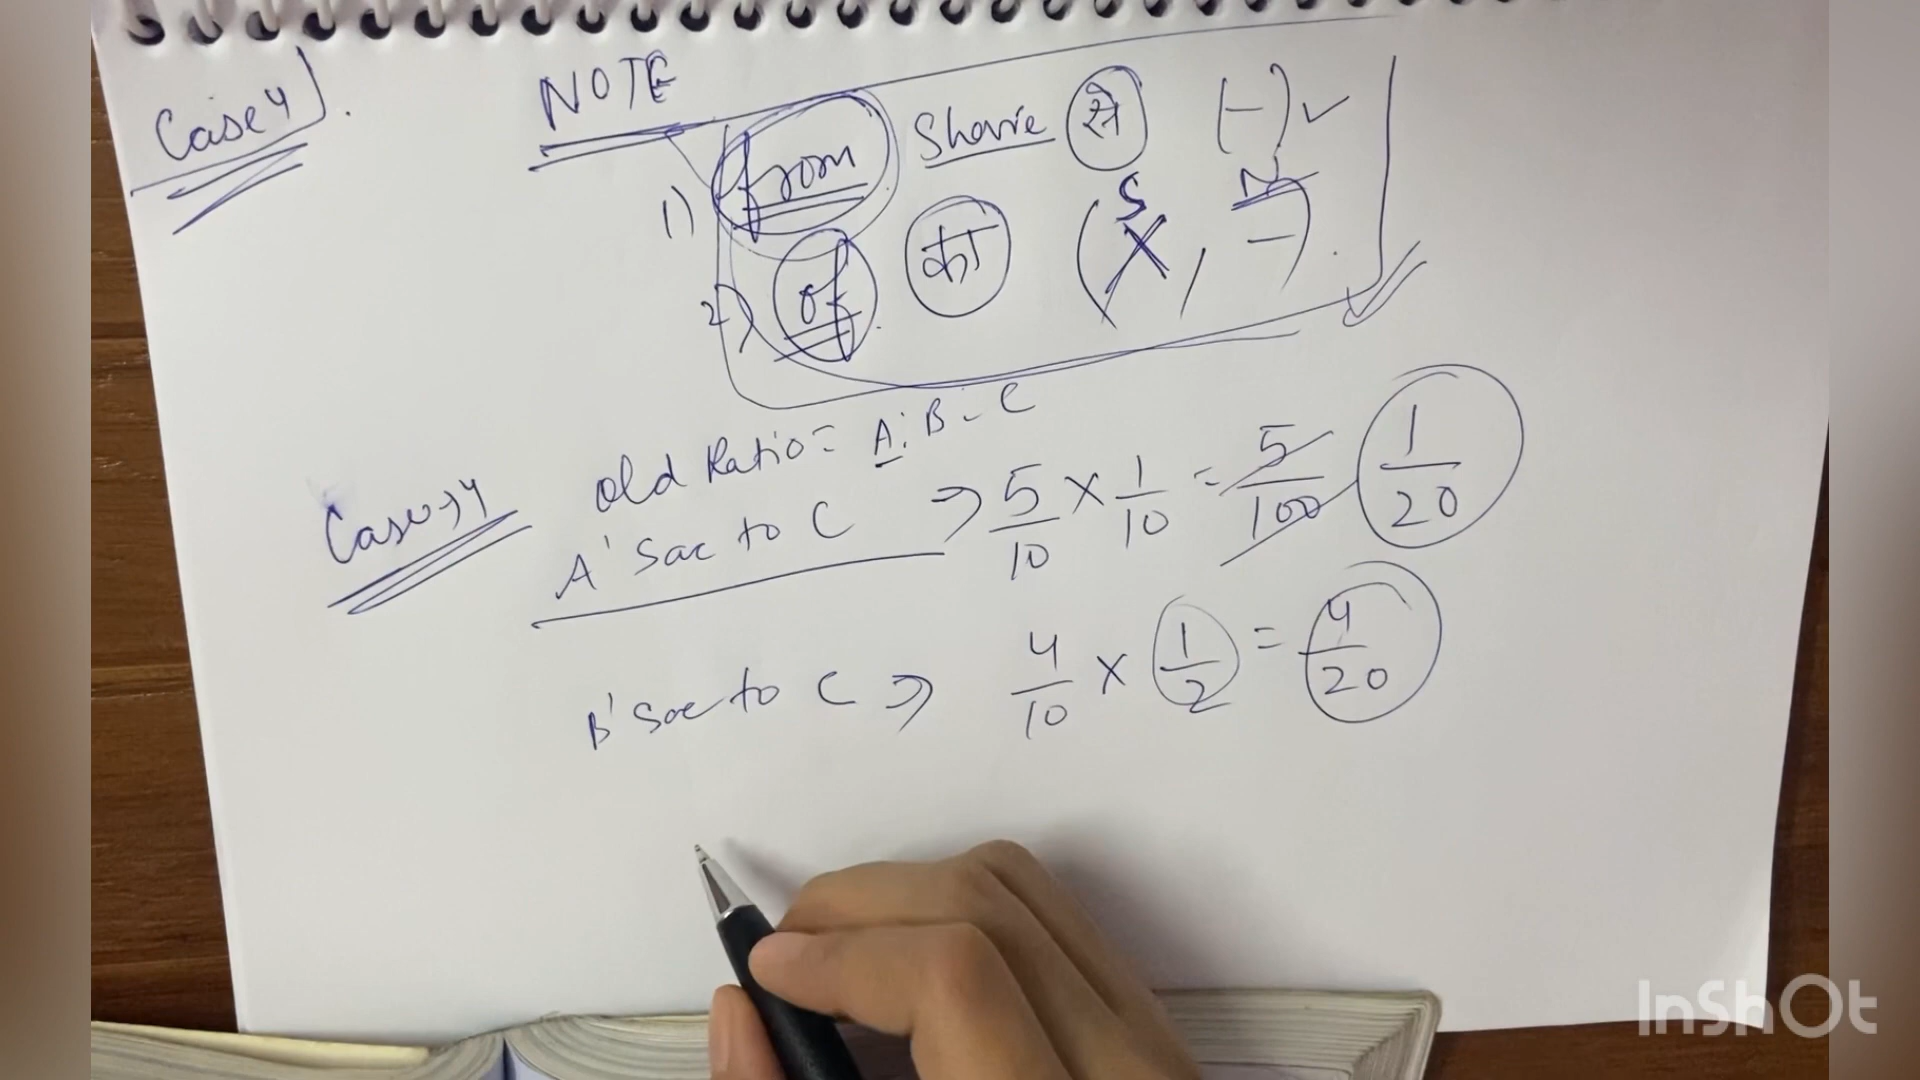 Case 4
NOTE
1) from Share से (-) ✓
2) of का (X, -)
S N
Old Ratio = A : B - C
Case → 4
A' Sac to C ⇒ 5/10 × 1/10 = 5/100 1/20
B' Sac to C ⇒ 4/10 × 1/2 = 4/20
InShOt